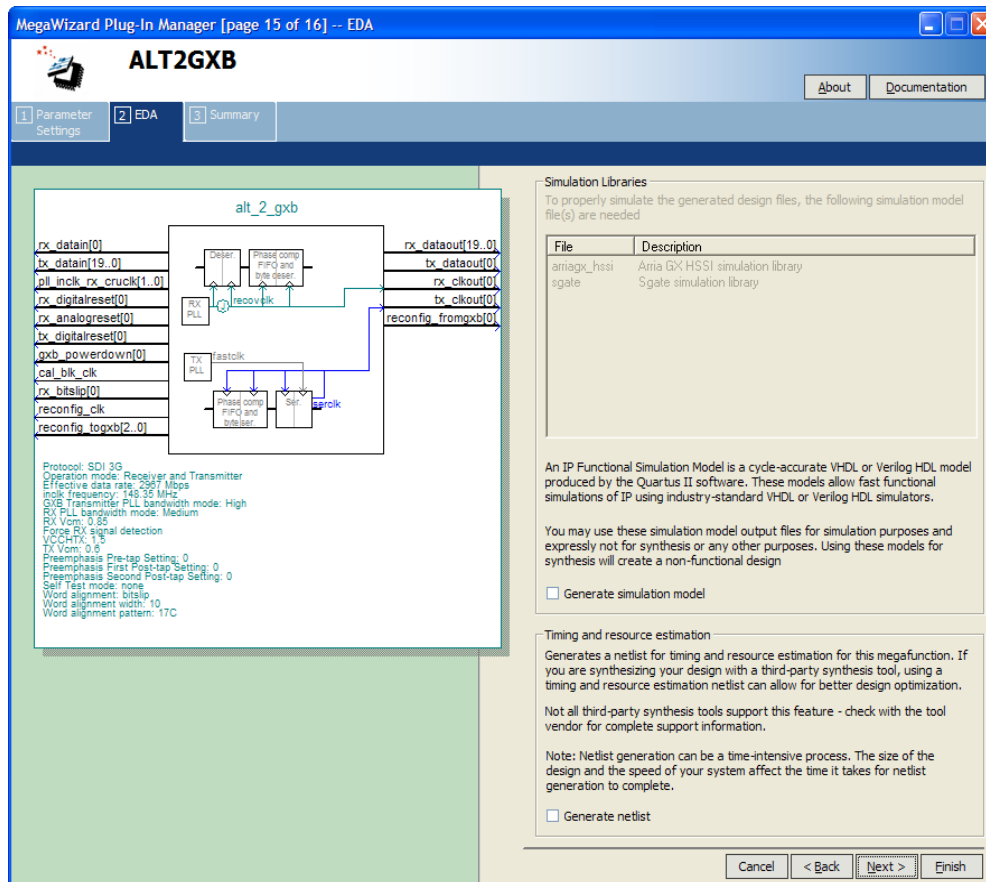 MegaWizard Plug-In Manager [page 15 of 16] -- EDA
ALT2GXB
About
Documentation
1 Parameter Settings
2 EDA
3 Summary
alt_2_gxb
rx_datain[0]
tx_datain[19..0]
pll_inclk_rx_cruclk[1..0]
rx_digitalreset[0]
rx_analogreset[0]
tx_digitalreset[0]
gxb_powerdown[0]
cal_blk_clk
rx_bitslip[0]
reconfig_clk
reconfig_togxb[2..0]
Deser.
Phase comp
FIFO and
byte deser.
RX
PLL
recovclk
TX
PLL
fastclk
Phase comp
FIFO and
byte ser.
Ser.
serclk
rx_dataout[19..0]
tx_dataout[0]
rx_clkout[0]
tx_clkout[0]
reconfig_fromgxb[0]
Protocol: SDI 3G
Operation mode: Receiver and Transmitter
Effective data rate: 2967 Mbps
inclk frequency: 148.35 MHz
GXB Transmitter PLL bandwidth mode: High
RX PLL bandwidth mode: Medium
RX Vcm: 0.85
Force RX signal detection
VCCHTX: 1.5
TX Vcm: 0.6
Preemphasis Pre-tap Setting: 0
Preemphasis First Post-tap Setting: 0
Preemphasis Second Post-tap Setting: 0
Self Test mode: none
Word alignment: bitslip
Word alignment width: 10
Word alignment pattern: 17C
Simulation Libraries
To properly simulate the generated design files, the following simulation model
file(s) are needed
File Description
arriagx_hssi Arria GX HSSI simulation library
sgate Sgate simulation library
An IP Functional Simulation Model is a cycle-accurate VHDL or Verilog HDL model
produced by the Quartus II software. These models allow fast functional
simulations of IP using industry-standard VHDL or Verilog HDL simulators.
You may use these simulation model output files for simulation purposes and
expressly not for synthesis or any other purposes. Using these models for
synthesis will create a non-functional design
Generate simulation model
Timing and resource estimation
Generates a netlist for timing and resource estimation for this megafunction. If
you are synthesizing your design with a third-party synthesis tool, using a
timing and resource estimation netlist can allow for better design optimization.
Not all third-party synthesis tools support this feature - check with the tool
vendor for complete support information.
Note: Netlist generation can be a time-intensive process. The size of the
design and the speed of your system affect the time it takes for netlist
generation to complete.
Generate netlist
Cancel
< Back
Next >
Finish